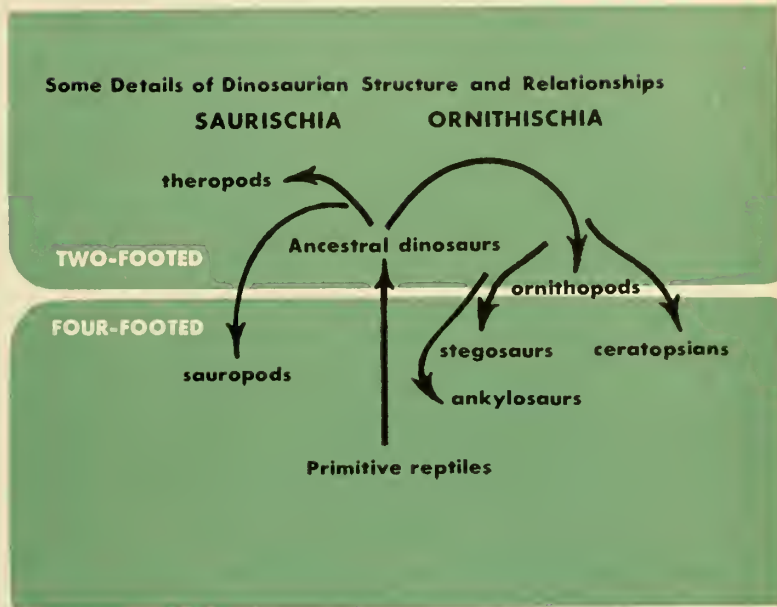 Some Details of Dinosaurian Structure and Relationships
SAURISCHIA ORNITHISCHIA
theropods
Ancestral dinosaurs
TWO-FOOTED
ornithopods
FOUR-FOOTED
stegosaurs ceratopsians
sauropods
ankylosaurs
Primitive reptiles